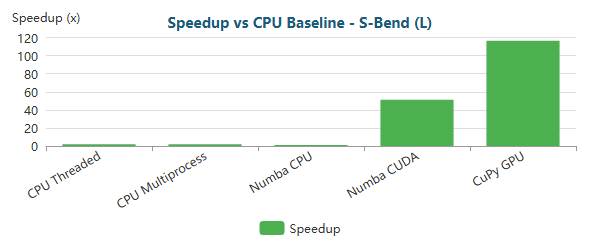 Speedup (x)
Speedup vs CPU Baseline - S-Bend (L)
120
100
80
60
40
20
0
CPU Threaded
CPU Multiprocess
Numba CPU
Numba CUDA
CuPy GPU
Speedup